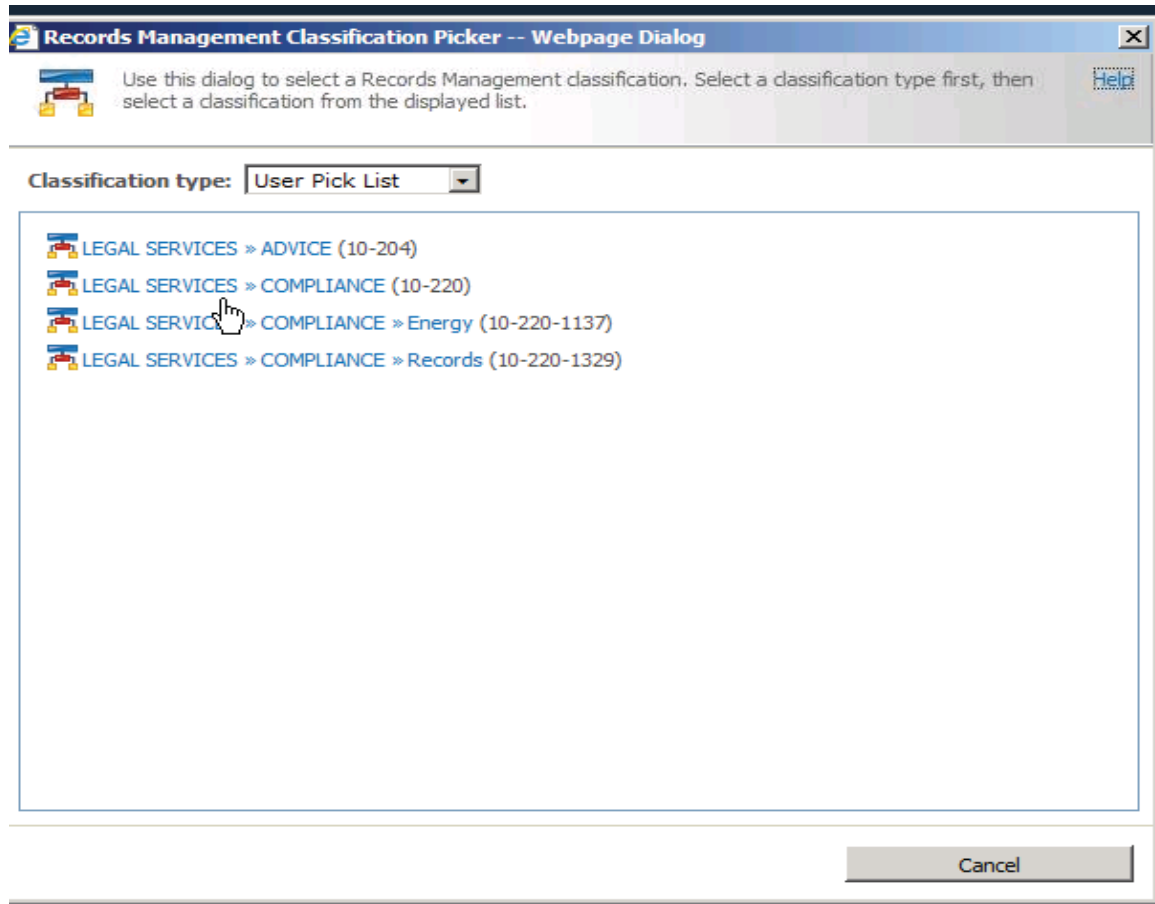 Records Management Classification Picker -- Webpage Dialog
Use this dialog to select a Records Management classification. Select a classification type first, then
select a classification from the displayed list.
Help
Classification type: User Pick List
LEGAL SERVICES » ADVICE (10-204)
LEGAL SERVICES » COMPLIANCE (10-220)
LEGAL » COMPLIANCE » Energy (10-220-1137)
LEGAL SERVICES » COMPLIANCE » Records (10-220-1329)
Cancel